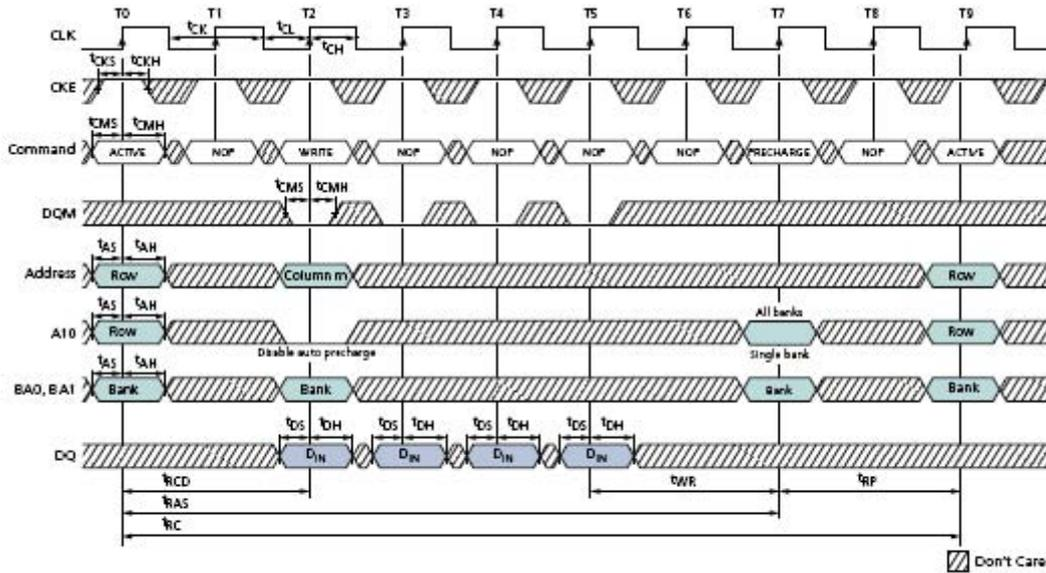 T0 T1 T2 T3 T4 T5 T6 T7 T8 T9
CLK tCK tCL tCH
tCKS tCKH
CKE
tCMS tCMH
Command ACTIVE NOP WRITE NOP NOP NOP NOP PRECHARGE NOP ACTIVE
tCMS tCMH
DQM
tAS tAH
Address Row Column m Row
tAS tAH All banks
A10 Row Row
Disable auto precharge Single bank
tAS tAH
BA0, BA1 Bank Bank Bank Bank
tDS tDH tDS tDH tDS tDH tDS tDH
DQ DIN DIN DIN DIN
tRCD tWR tRP
tRAS
tRC
Don't Care